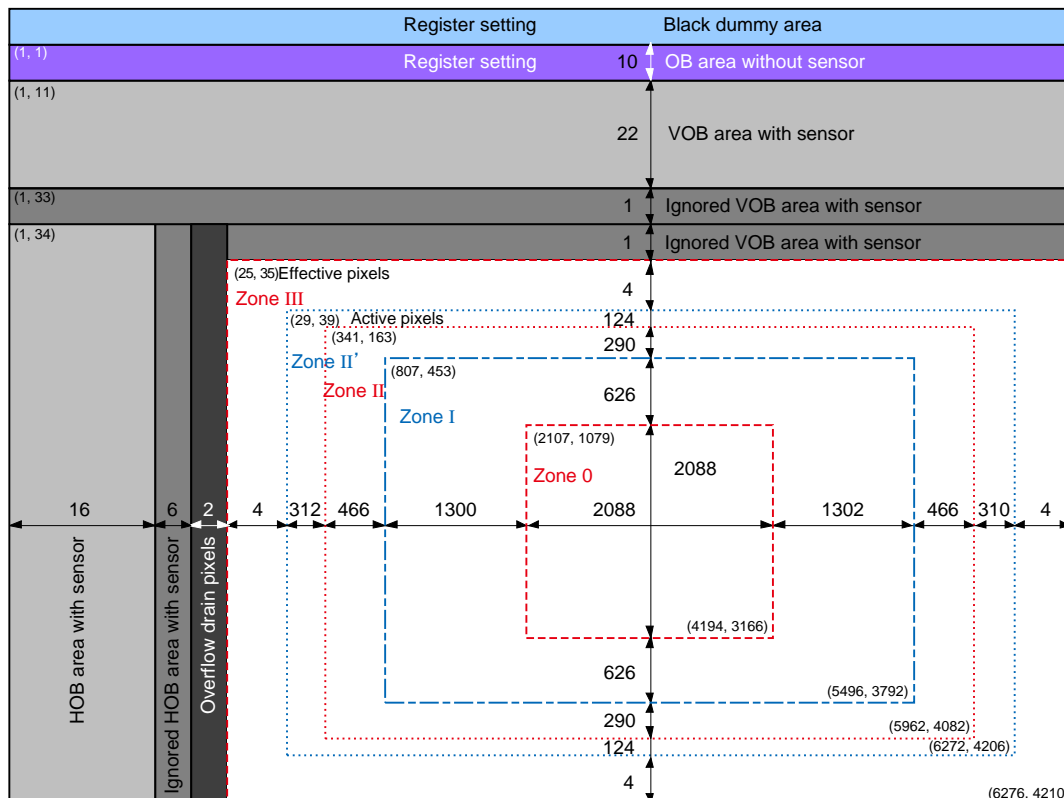 Register setting Black dummy area
(1, 1) Register setting 10 OB area without sensor
(1, 11)
22 VOB area with sensor
(1, 33)
1 Ignored VOB area with sensor
(1, 34)
1 Ignored VOB area with sensor
(25, 35) Effective pixels
4
Zone III
(29, 39) Active pixels 124
(341, 163)
290
Zone II'
(807, 453)
Zone II
626
Zone I
(2107, 1079)
2088
Zone 0
16 6 2 4 312 466 1300 2088 1302 466 310 4
HOB area with sensor
Ignored HOB area with sensor
Overflow drain pixels
(4194, 3166)
626
(5496, 3792)
290
(5962, 4082)
124
(6272, 4206)
4
(6276, 4210